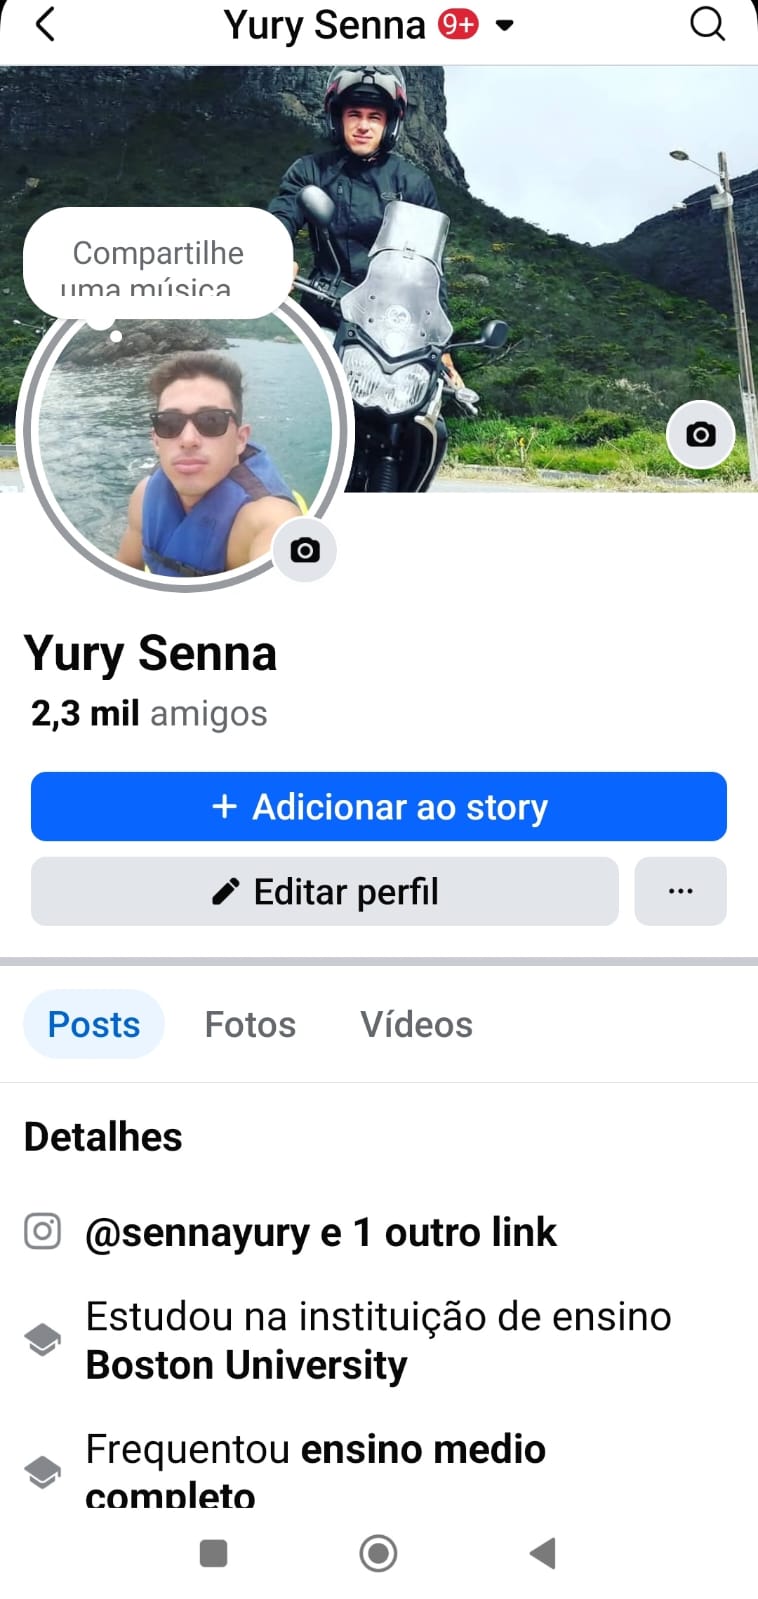 Yury Senna 9+
Compartilhe
uma música
Yury Senna
2,3 mil amigos
+ Adicionar ao story
Editar perfil
Posts Fotos Vídeos
Detalhes
@sennayury e 1 outro link
Estudou na instituição de ensino
Boston University
Frequentou ensino medio
completo